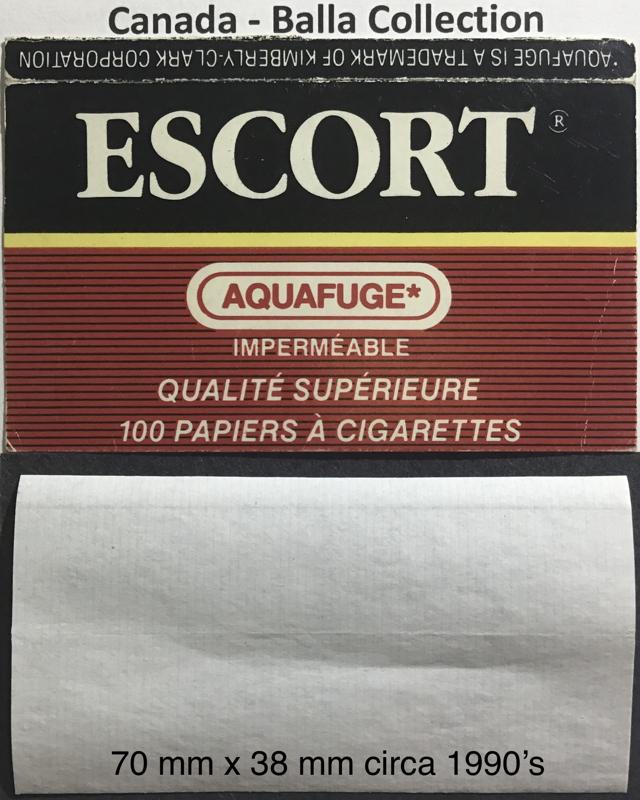 Canada - Balla Collection
*AQUAFUGE IS A TRADEMARK OF KIMBERLY-CLARK CORPORATION
ESCORT ®
AQUAFUGE*
IMPERMÉABLE
QUALITÉ SUPÉRIEURE
100 PAPIERS À CIGARETTES
70 mm x 38 mm circa 1990’s